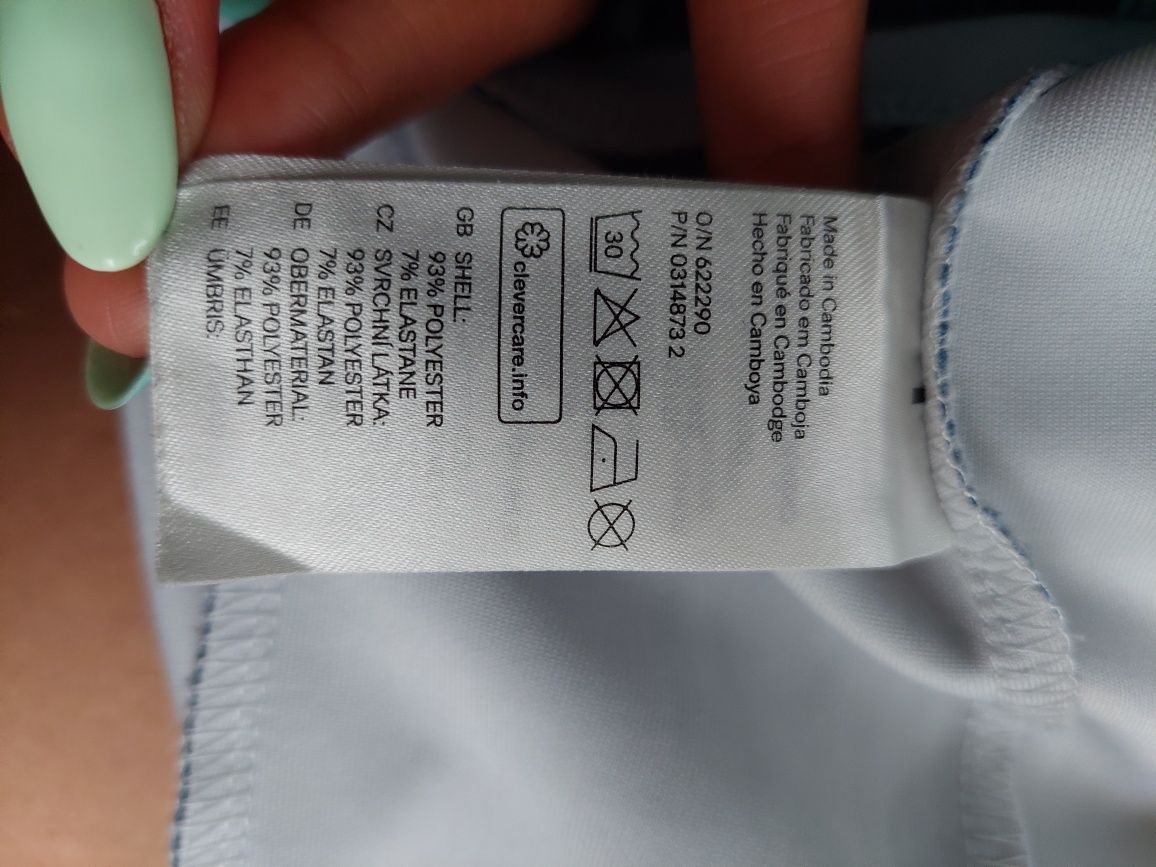 Made in Cambodia
Fabricado em Camboja
Fabriqué en Cambodge
Hecho en Camboya
O/N 622290
P/N 0314873 2
30
clevercare.info
GB SHELL:
93% POLYESTER
7% ELASTANE
CZ SVRCHNÍ LÁTKA:
93% POLYESTER
7% ELASTAN
DE OBERMATERIAL:
93% POLYESTER
7% ELASTHAN
EE ÜMBRIS: